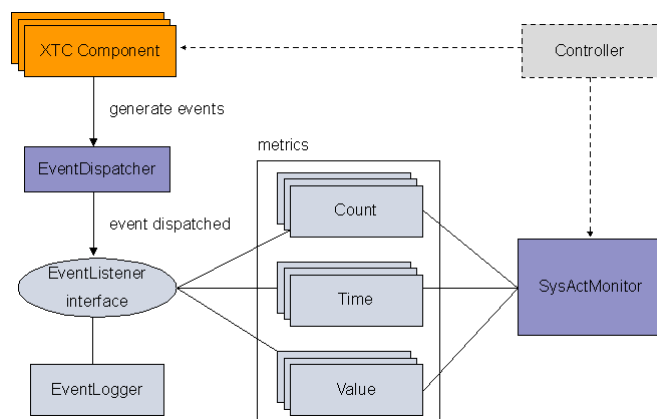 XTC Component
Controller
generate events
metrics
EventDispatcher
Count
event dispatched
EventListener
interface
SysActMonitor
Time
EventLogger
Value